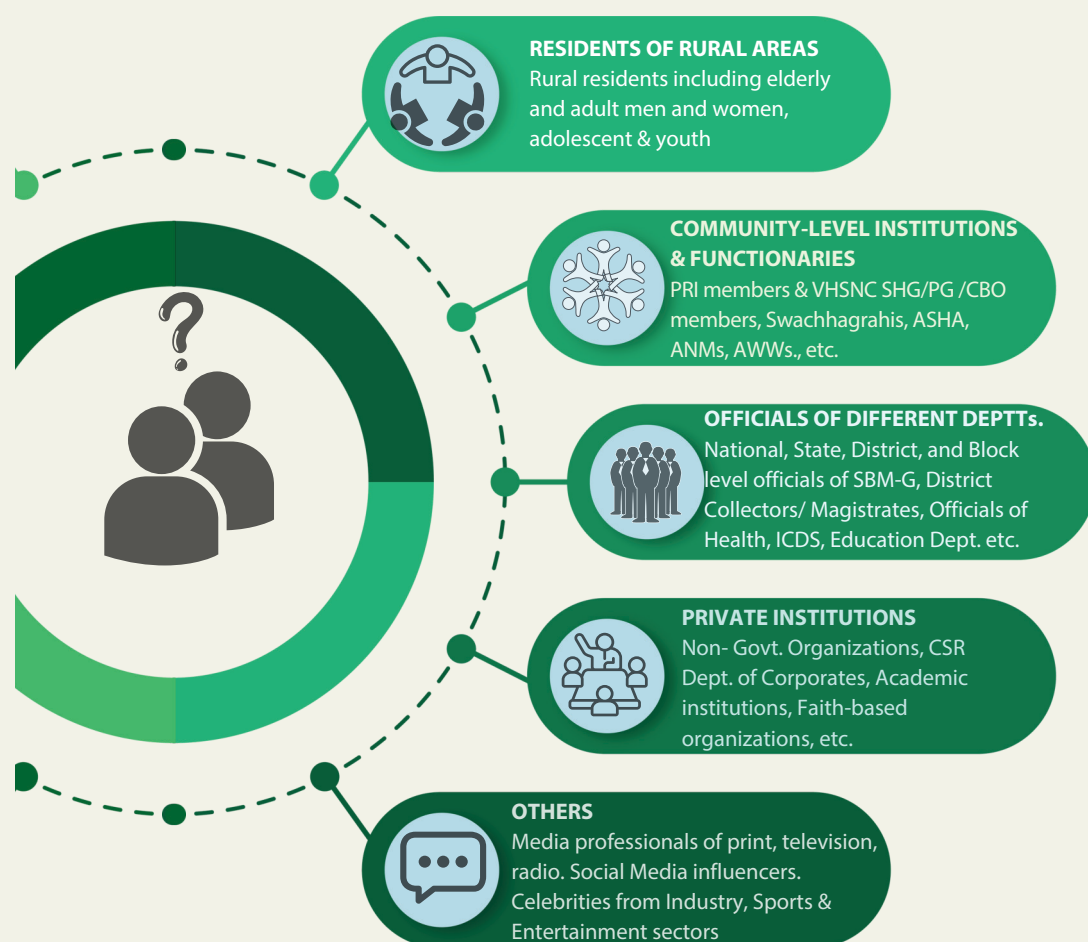 RESIDENTS OF RURAL AREAS
Rural residents including elderly
and adult men and women,
adolescent & youth
COMMUNITY-LEVEL INSTITUTIONS
& FUNCTIONARIES
PRI members & VHSNC SHG/PG /CBO
members, Swachhagrahis, ASHA,
ANMs, AWWs., etc.
OFFICIALS OF DIFFERENT DEPTTs.
National, State, District, and Block
level officials of SBM-G, District
Collectors/ Magistrates, Officials of
Health, ICDS, Education Dept. etc.
PRIVATE INSTITUTIONS
Non- Govt. Organizations, CSR
Dept. of Corporates, Academic
institutions, Faith-based
organizations, etc.
OTHERS
Media professionals of print, television,
radio. Social Media influencers.
Celebrities from Industry, Sports &
Entertainment sectors
?